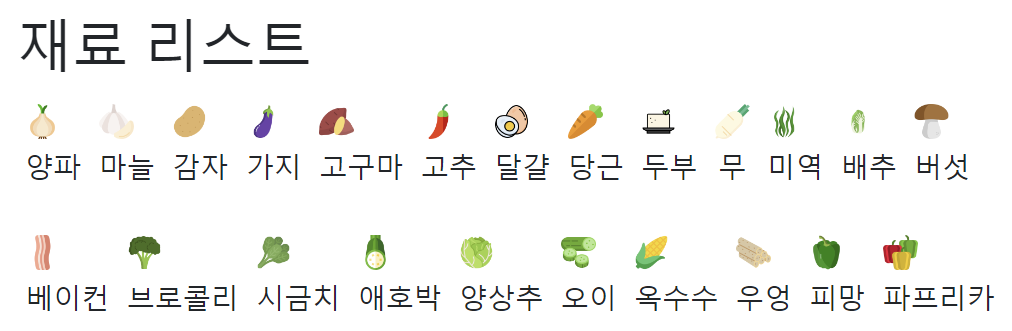 재료 리스트
양파 마늘 감자 가지 고구마 고추 달걀 당근 두부 무 미역 배추 버섯
베이컨 브로콜리 시금치 애호박 양상추 오이 옥수수 우엉 피망 파프리카